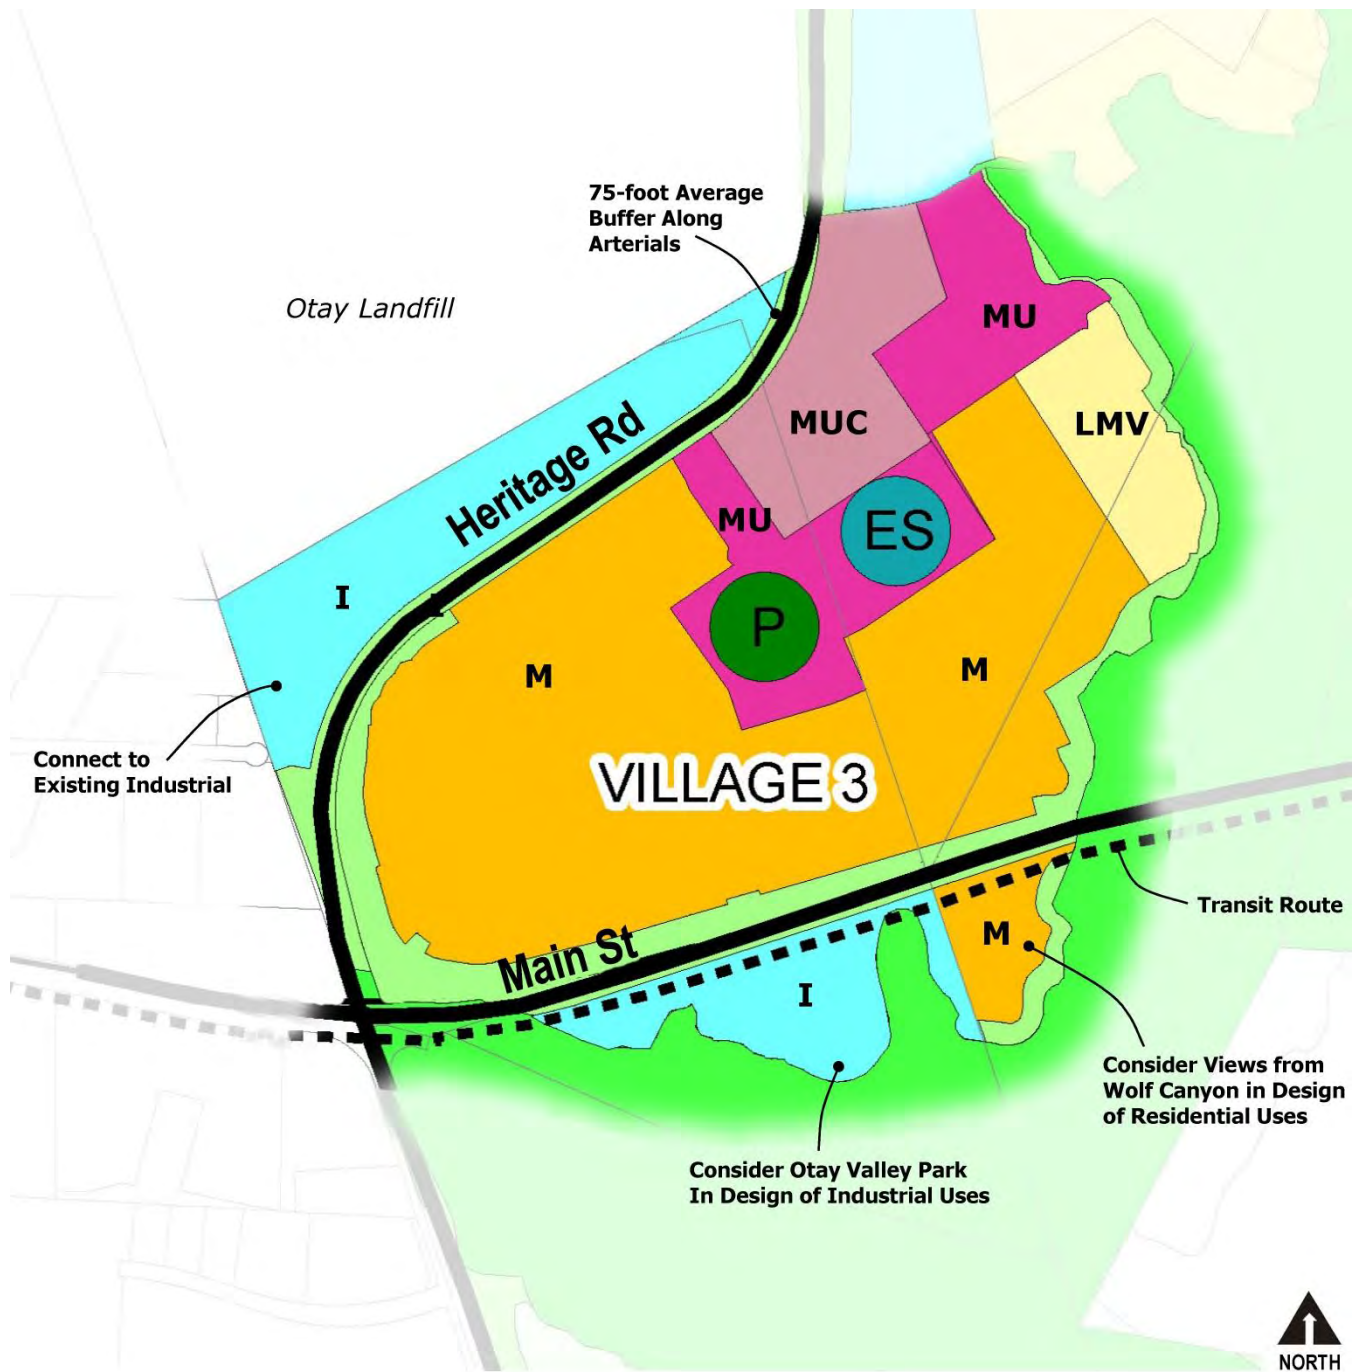 75-foot Average
Buffer Along
Arterials
Otay Landfill
MU
MUC
LMV
Heritage Rd
MU
ES
I
P
M
M
Connect to
Existing Industrial
VILLAGE 3
Transit Route
Main St
M
I
Consider Views from
Wolf Canyon in Design
of Residential Uses
Consider Otay Valley Park
In Design of Industrial Uses
NORTH